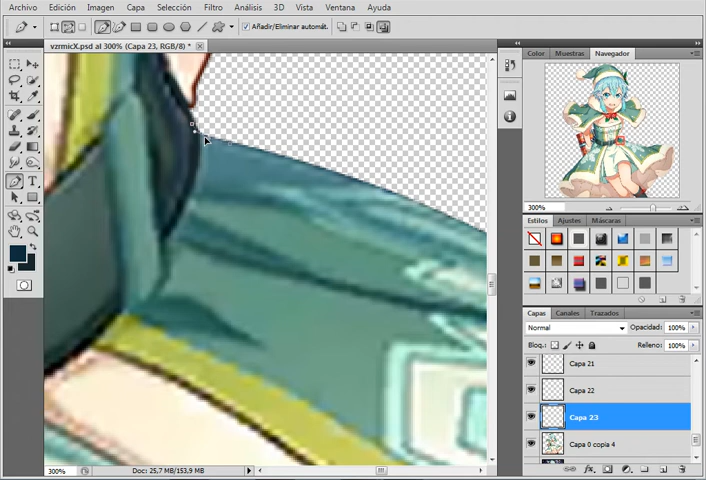 Archivo Edición Imagen Capa Selección Filtro Análisis 3D Vista Ventana Ayuda
Añadir/Eliminar automát.
vzrmicX.psd al 300% (Capa 23, RGB/8) *
Color Muestras Navegador
300%
Estilos Ajustes Máscaras
Capas Canales Trazados
Normal Opacidad: 100%
Bloq.: Relleno: 100%
Capa 21
Capa 22
Capa 23
Capa 0 copia 4
300% Doc: 25,7 MB/153,9 MB